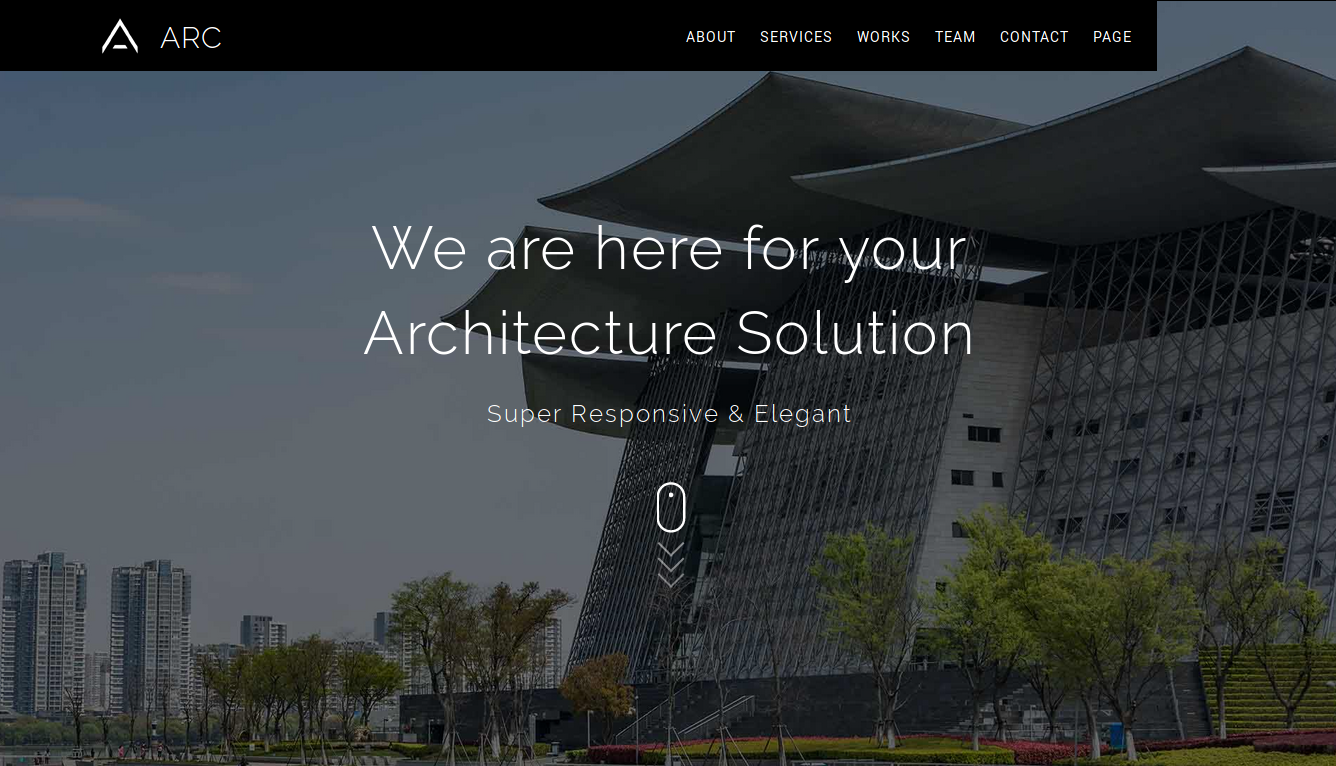 ARC
ABOUT SERVICES WORKS TEAM CONTACT PAGE
We are here for your
Architecture Solution
Super Responsive & Elegant